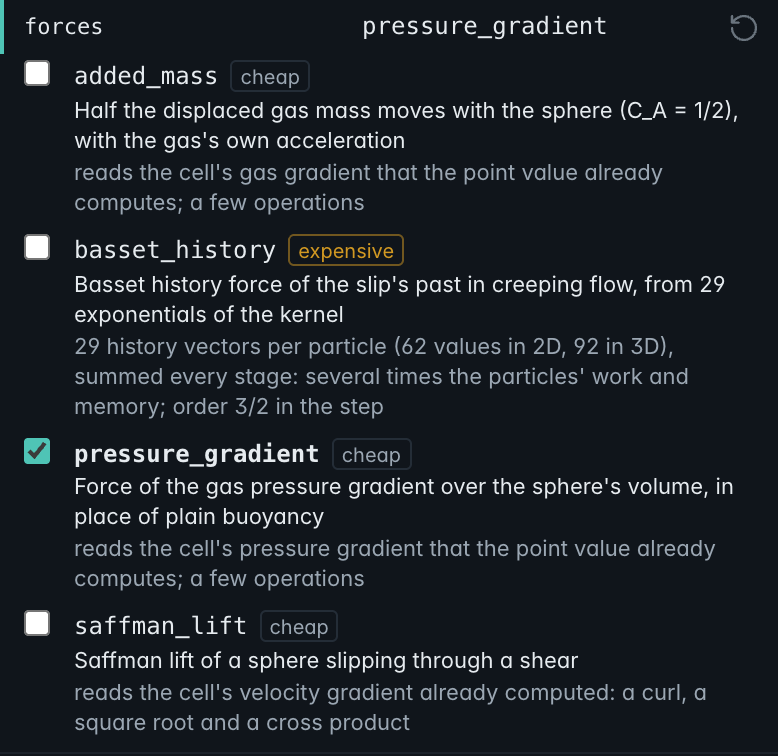 forces pressure_gradient
added_mass cheap
Half the displaced gas mass moves with the sphere (C_A = 1/2),
with the gas's own acceleration
reads the cell's gas gradient that the point value already
computes; a few operations
basset_history expensive
Basset history force of the slip's past in creeping flow, from 29
exponentials of the kernel
29 history vectors per particle (62 values in 2D, 92 in 3D),
summed every stage: several times the particles' work and
memory; order 3/2 in the step
pressure_gradient cheap
Force of the gas pressure gradient over the sphere's volume, in
place of plain buoyancy
reads the cell's pressure gradient that the point value already
computes; a few operations
saffman_lift cheap
Saffman lift of a sphere slipping through a shear
reads the cell's velocity gradient already computed: a curl, a
square root and a cross product